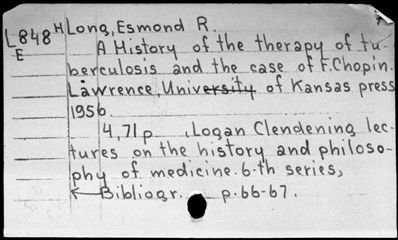 L848 H Long, Esmond R.
E A History of the therapy of tu-
berculosis and the case of F.Chopin.
Lawrence, University of Kansas press
1956
4,71p ,Logan Clendening lec-
tures on the history and philoso-
phy of medicine. 6-th series,
Bibliogr. p.66-67.